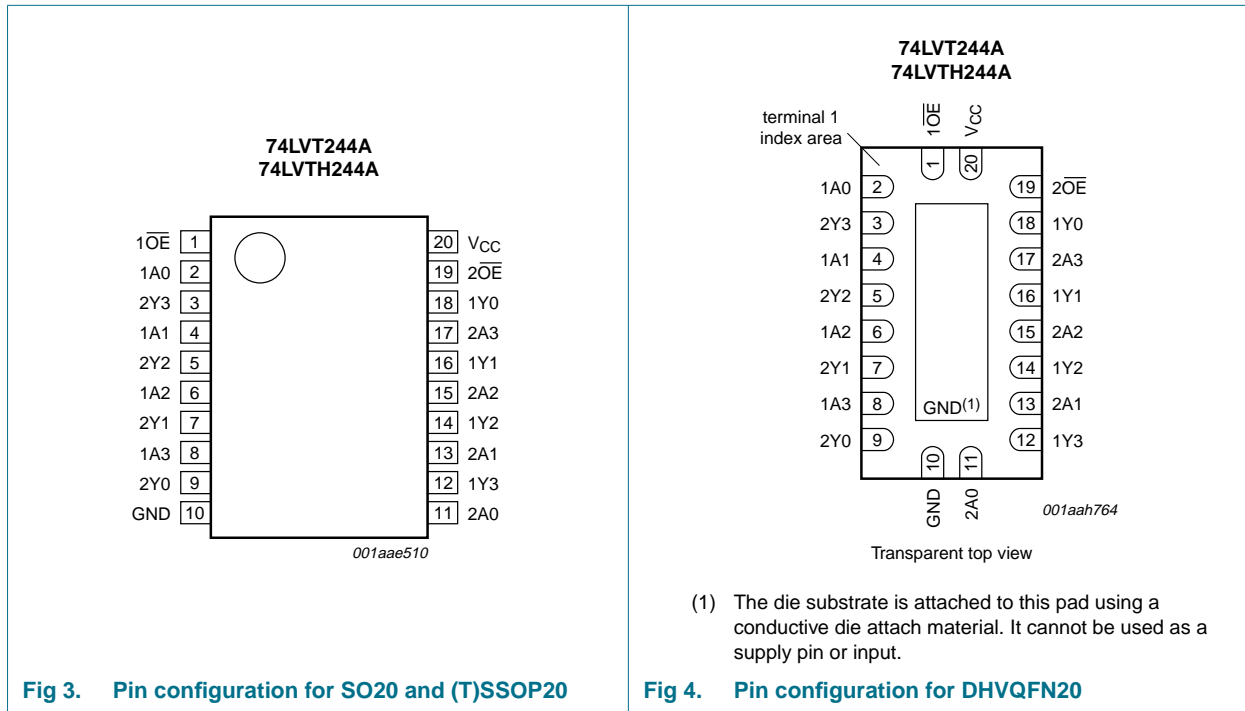 74LVT244A
74LVTH244A
1OE 1
1A0 2
2Y3 3
1A1 4
2Y2 5
1A2 6
2Y1 7
1A3 8
2Y0 9
GND 10
20 VCC
19 2OE
18 1Y0
17 2A3
16 1Y1
15 2A2
14 1Y2
13 2A1
12 1Y3
11 2A0
001aae510
Fig 3. Pin configuration for SO20 and (T)SSOP20
74LVT244A
74LVTH244A
terminal 1
index area
1OE
VCC
1
20
1A0 2
2Y3 3
1A1 4
2Y2 5
1A2 6
2Y1 7
1A3 8
2Y0 9
19 2OE
18 1Y0
17 2A3
16 1Y1
15 2A2
14 1Y2
13 2A1
12 1Y3
GND(1)
10
11
GND
2A0
001aah764
Transparent top view
(1) The die substrate is attached to this pad using a
conductive die attach material. It cannot be used as a
supply pin or input.
Fig 4. Pin configuration for DHVQFN20